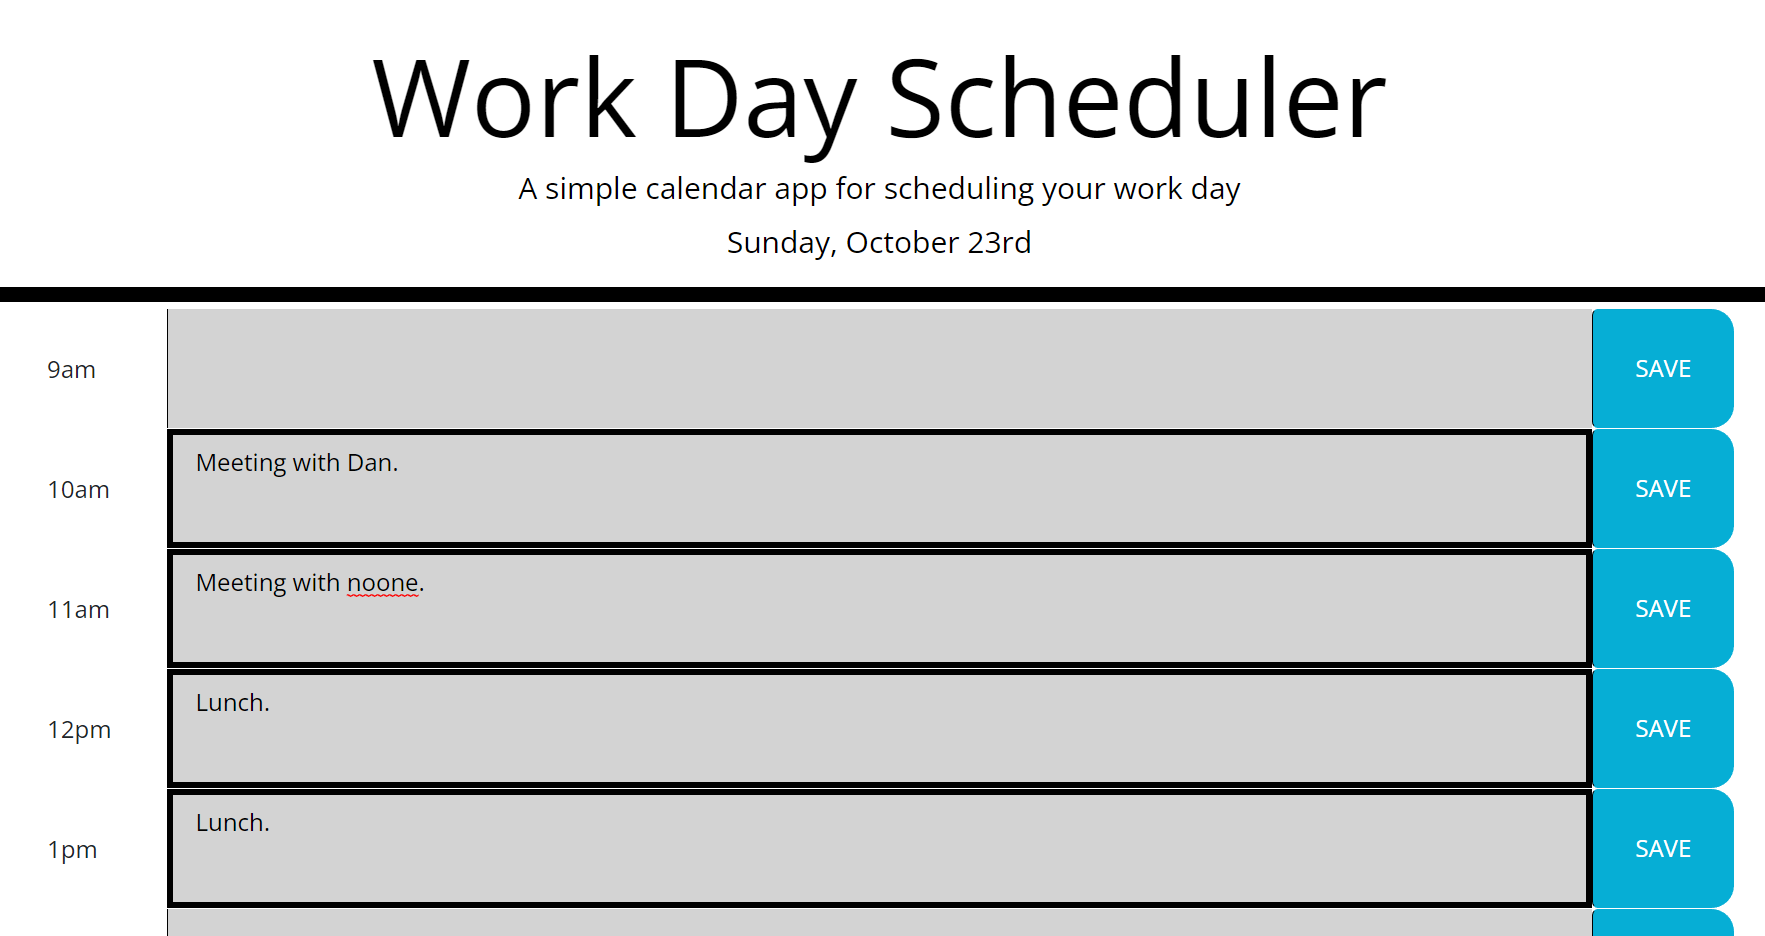 Work Day Scheduler
A simple calendar app for scheduling your work day
Sunday, October 23rd
9am
SAVE
10am
Meeting with Dan.
SAVE
11am
Meeting with noone.
SAVE
12pm
Lunch.
SAVE
1pm
Lunch.
SAVE